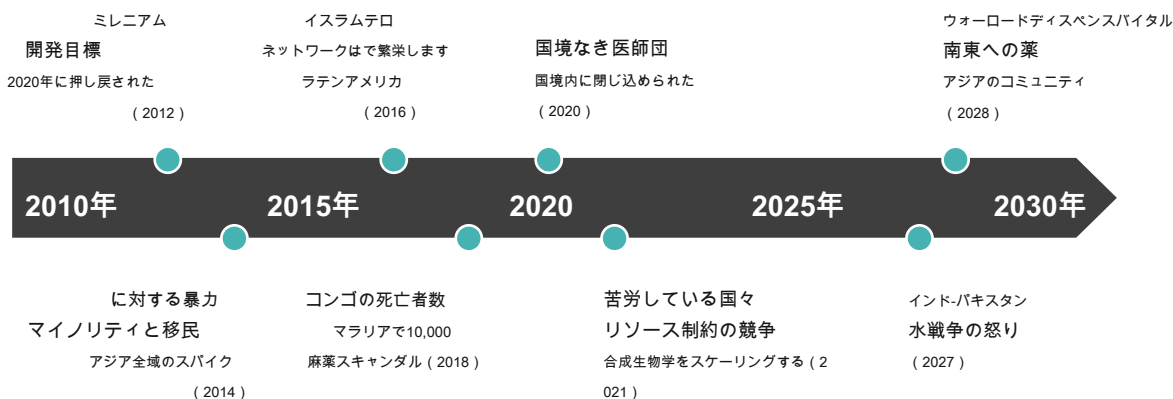 ミレニアム
開発目標
2020年に押し戻された
（2012）
イスラムテロ
ネットワークはで繁栄します
ラテンアメリカ
（2016）
国境なき医師団
国境内に閉じ込められた
（2020）
ウォーロードディスペンスバイタル
南東への薬
アジアのコミュニティ
（2028）
2010年
2015年
2020
2025年
2030年
に対する暴力
マイノリティと移民
アジア全域のスパイク
（2014）
コンゴの死亡者数
マラリアで10,000
麻薬スキャンダル（2018）
苦労している国々
リソース制約の競争
合成生物学をスケーリングする（2
021）
インド-パキスタン
水戦争の怒り
（2027）